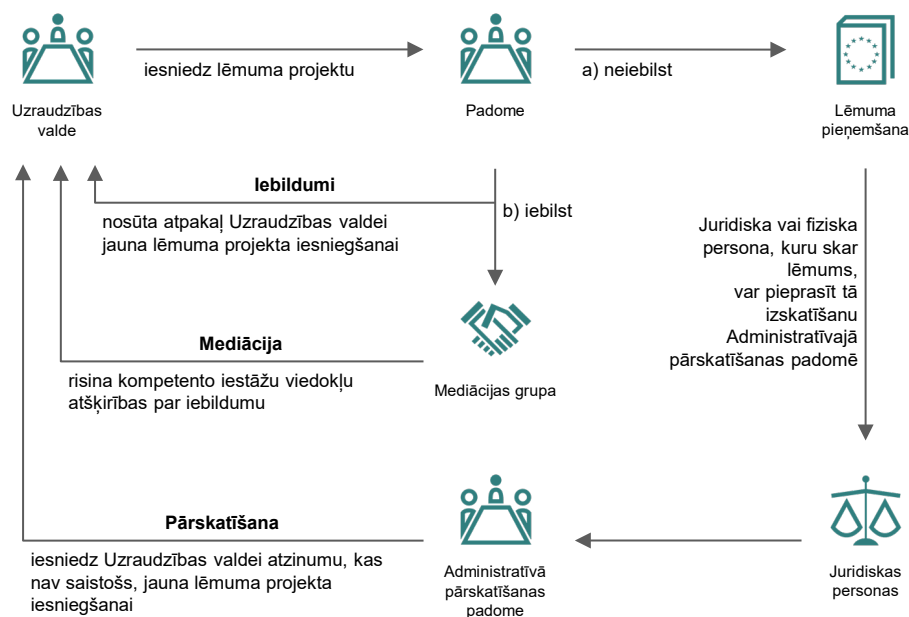 iesniedz lēmuma projektu
a) neiebilst
Uzraudzības
valde
Padome
Lēmuma
pieņemšana
Iebildumi
nosūta atpakaļ Uzraudzības valdei
jauna lēmuma projekta iesniegšanai
b) iebilst
Juridiska vai fiziska
persona, kuru skar
lēmums,
var pieprasīt tā
izskatīšanu
Administratīvajā
pārskatīšanas padomē
Mediācija
risina kompetento iestāžu viedokļu
atšķirības par iebildumu
Mediācijas grupa
Pārskatīšana
iesniedz Uzraudzības valdei atzinumu, kas
nav saistošs, jauna lēmuma projekta
iesniegšanai
Administratīvā
pārskatīšanas
padome
Juridiskas
personas